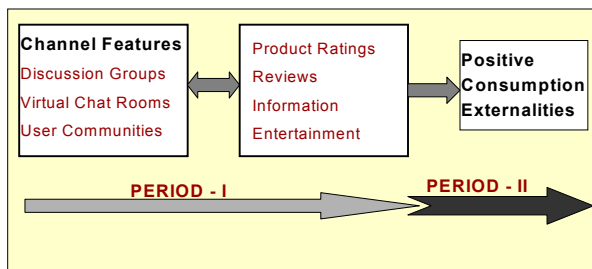 Channel Features
Discussion Groups
Virtual Chat Rooms
User Communities
Product Ratings
Reviews
Information
Entertainment
Positive
Consumption
Externalities
PERIOD - I
PERIOD - II